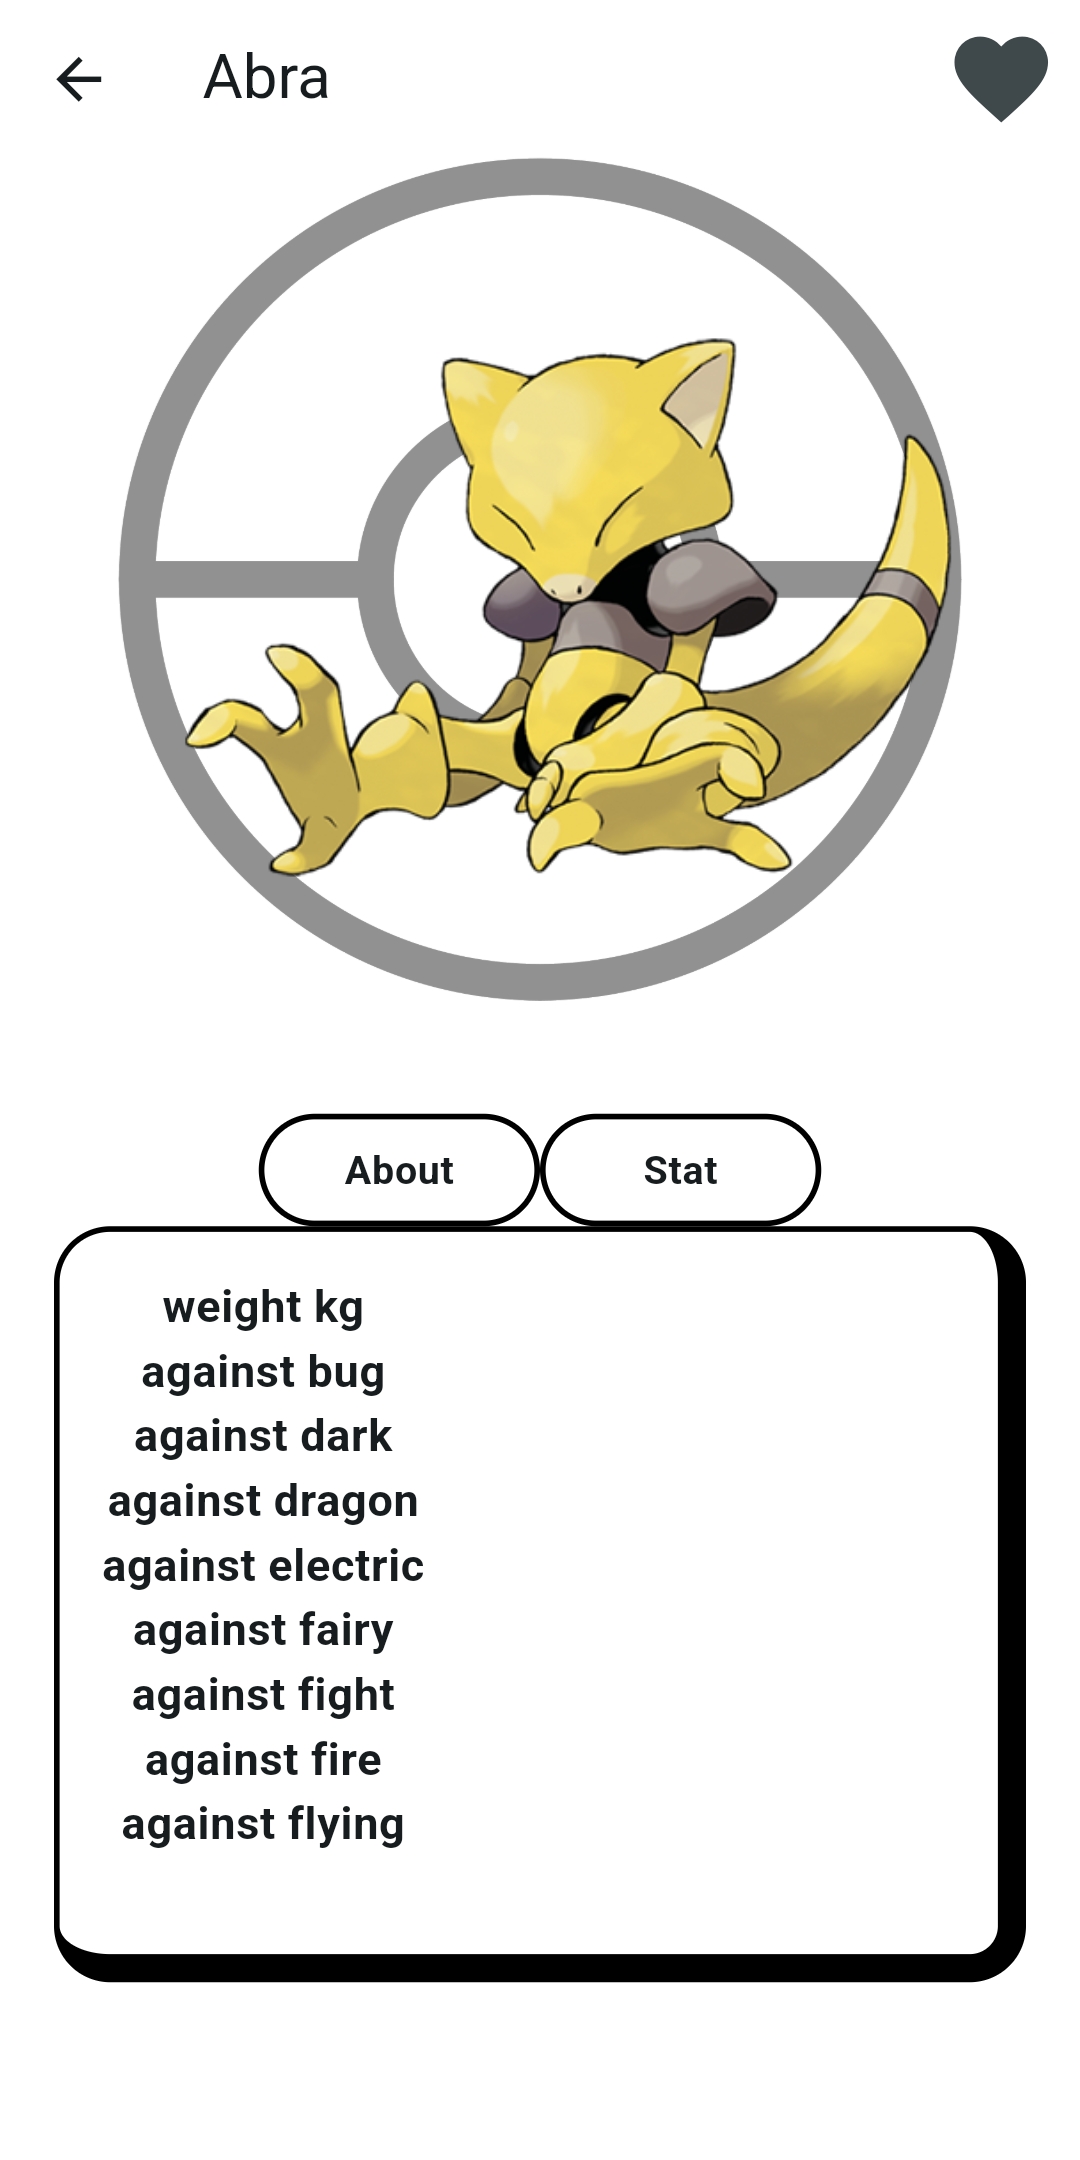 Abra
About
Stat
weight kg
against bug
against dark
against dragon
against electric
against fairy
against fight
against fire
against flying